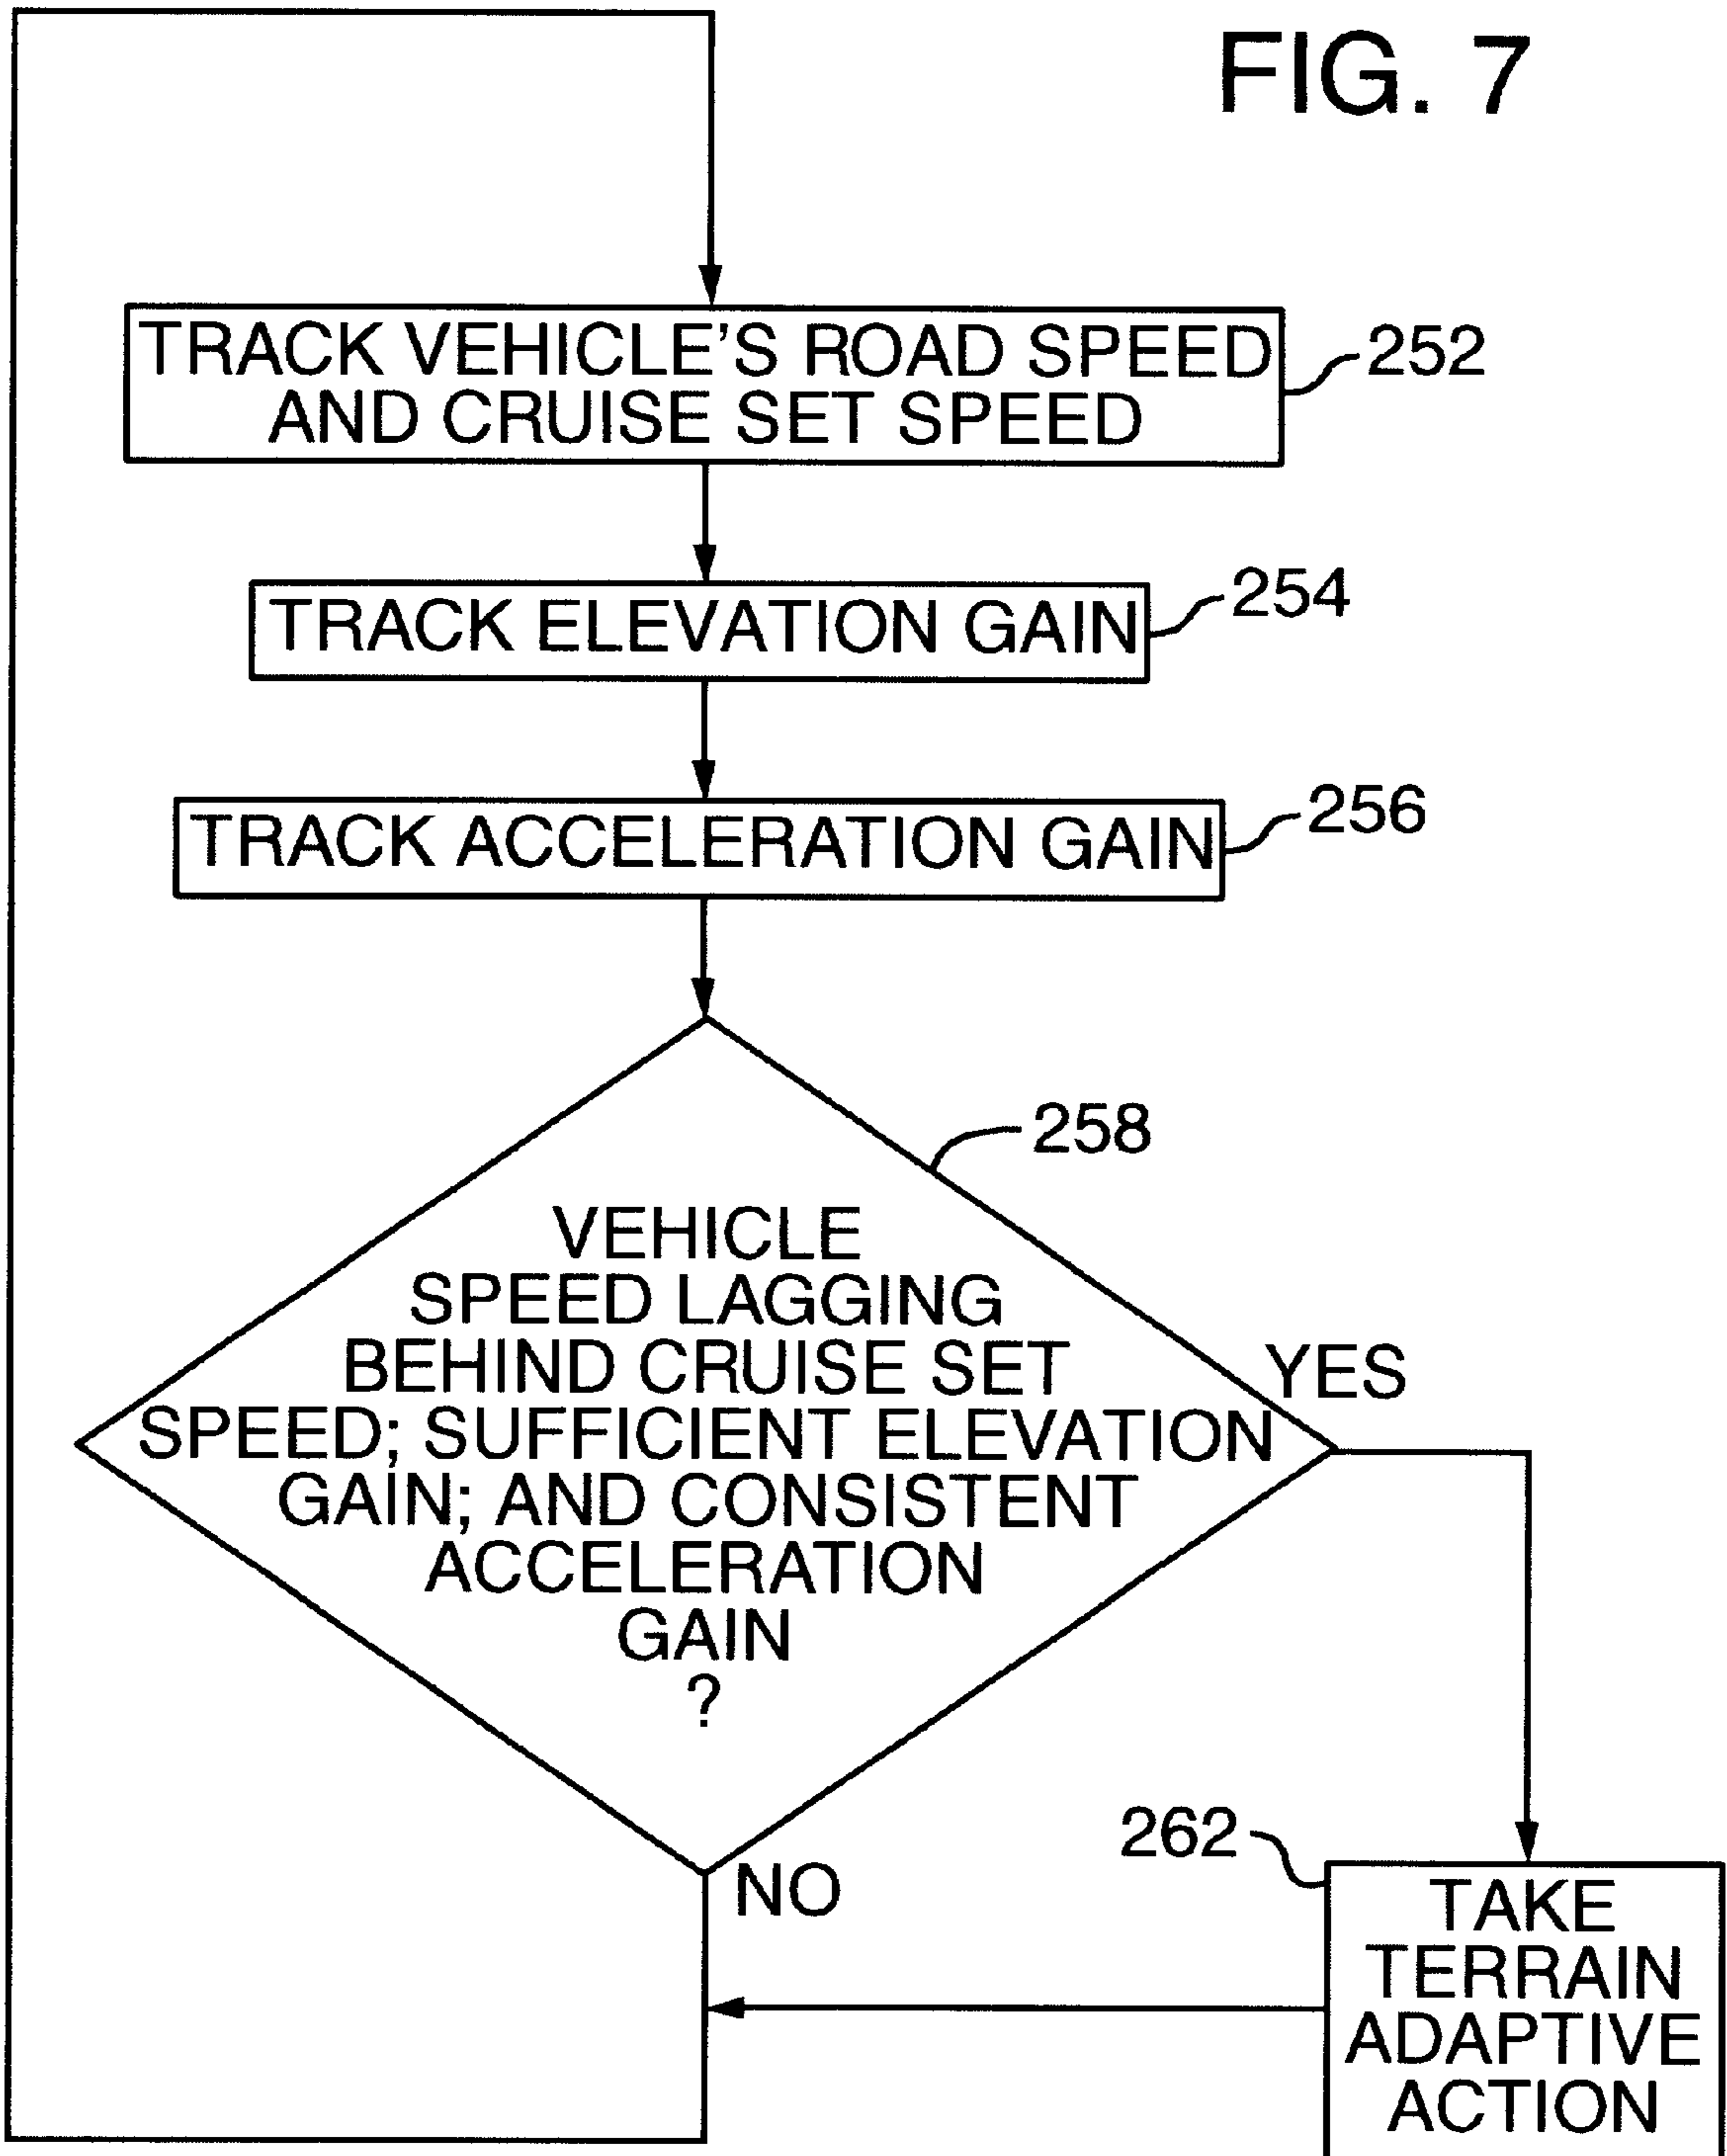 FIG. 7
TRACK VEHICLE'S ROAD SPEED
AND CRUISE SET SPEED
252
TRACK ELEVATION GAIN
254
TRACK ACCELERATION GAIN
256
258
VEHICLE
SPEED LAGGING
BEHIND CRUISE SET
SPEED; SUFFICIENT ELEVATION
GAIN; AND CONSISTENT
ACCELERATION
GAIN
?
YES
NO
262
TAKE
TERRAIN
ADAPTIVE
ACTION